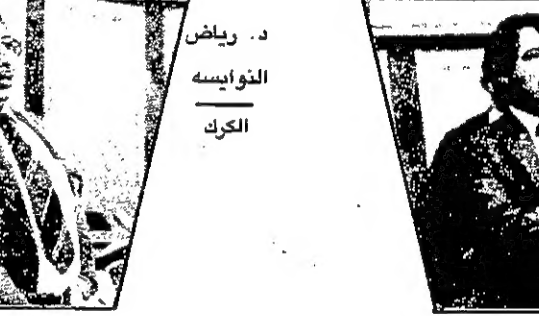 د. رياض
النوايسه
الكرك